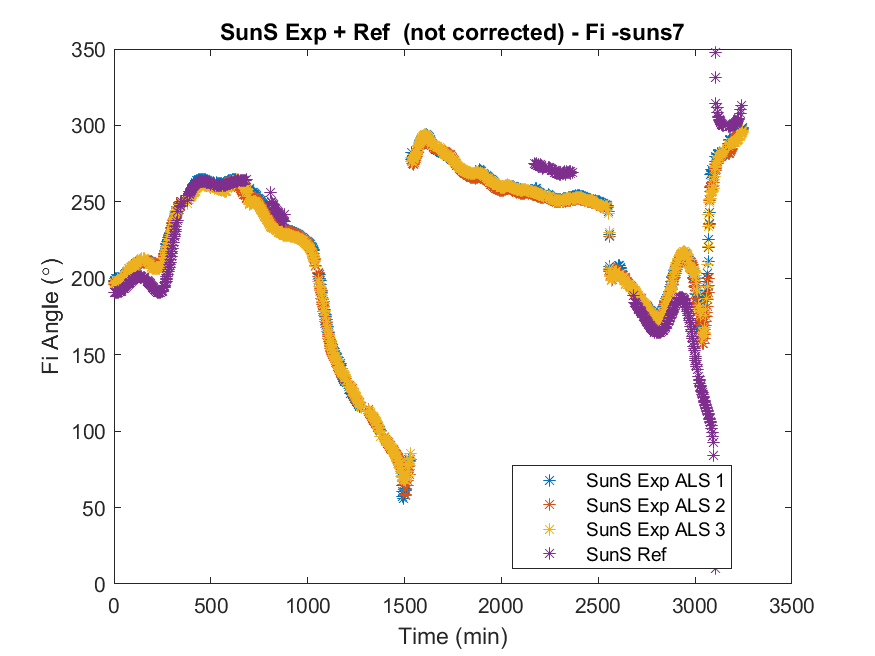 SunS Exp + Ref  (not corrected) - Fi -suns7
350
300
250
200
150
100
50
0
Fi Angle (°)
SunS Exp ALS 1
SunS Exp ALS 2
SunS Exp ALS 3
SunS Ref
0 500 1000 1500 2000 2500 3000 3500
Time (min)